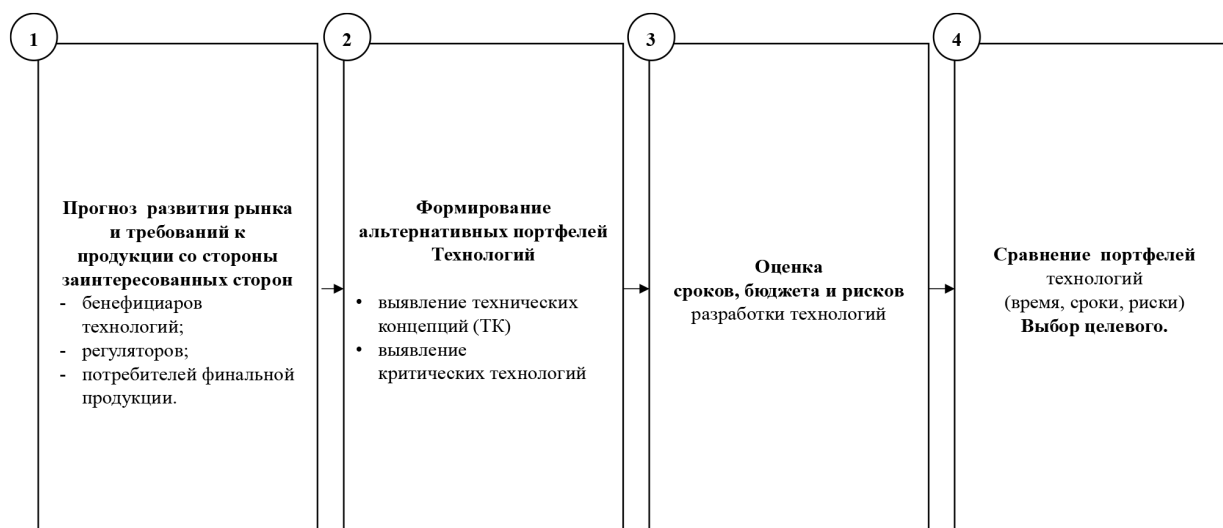 1
Прогноз развития рынка
и требований к
продукции со стороны
заинтересованных сторон
- бенефициаров
технологий;
- регуляторов;
- потребителей финальной
продукции.
2
Формирование
альтернативных портфелей
Технологий
• выявление технических
концепций (ТК)
• выявление
критических технологий
3
Оценка
сроков, бюджета и рисков
разработки технологий
4
Сравнение портфелей
технологий
(время, сроки, риски)
Выбор целевого.